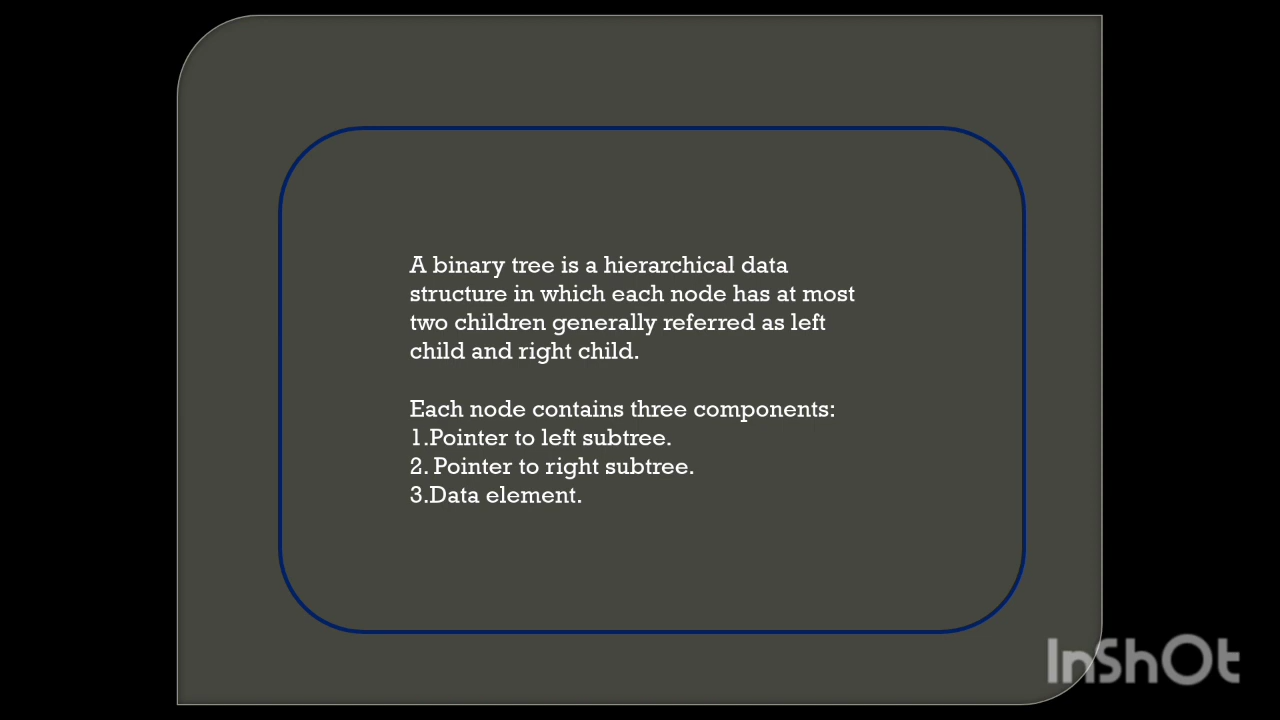 A binary tree is a hierarchical data
structure in which each node has at most
two children generally referred as left
child and right child.
Each node contains three components:
1.Pointer to left subtree.
2. Pointer to right subtree.
3.Data element.
InShOt